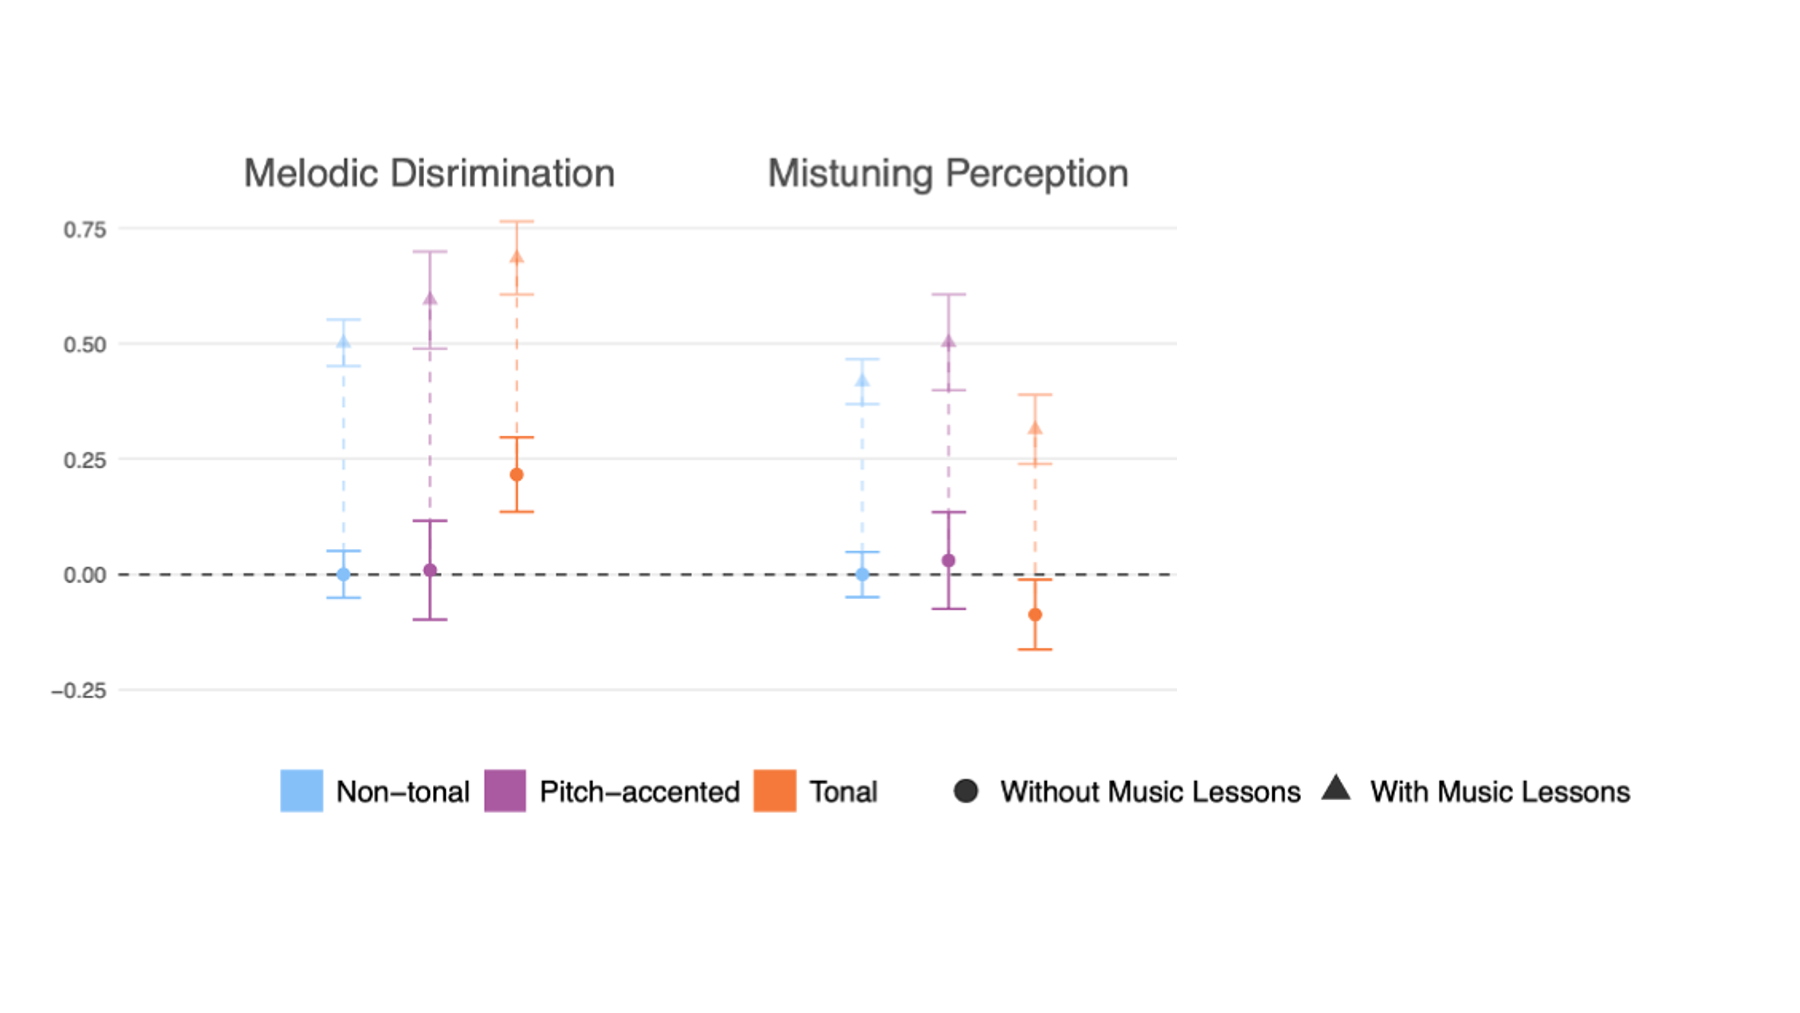 Melodic Disrimination
Mistuning Perception
0.75
0.50
0.25
0.00
−0.25
Non−tonal Pitch−accented Tonal Without Music Lessons With Music Lessons